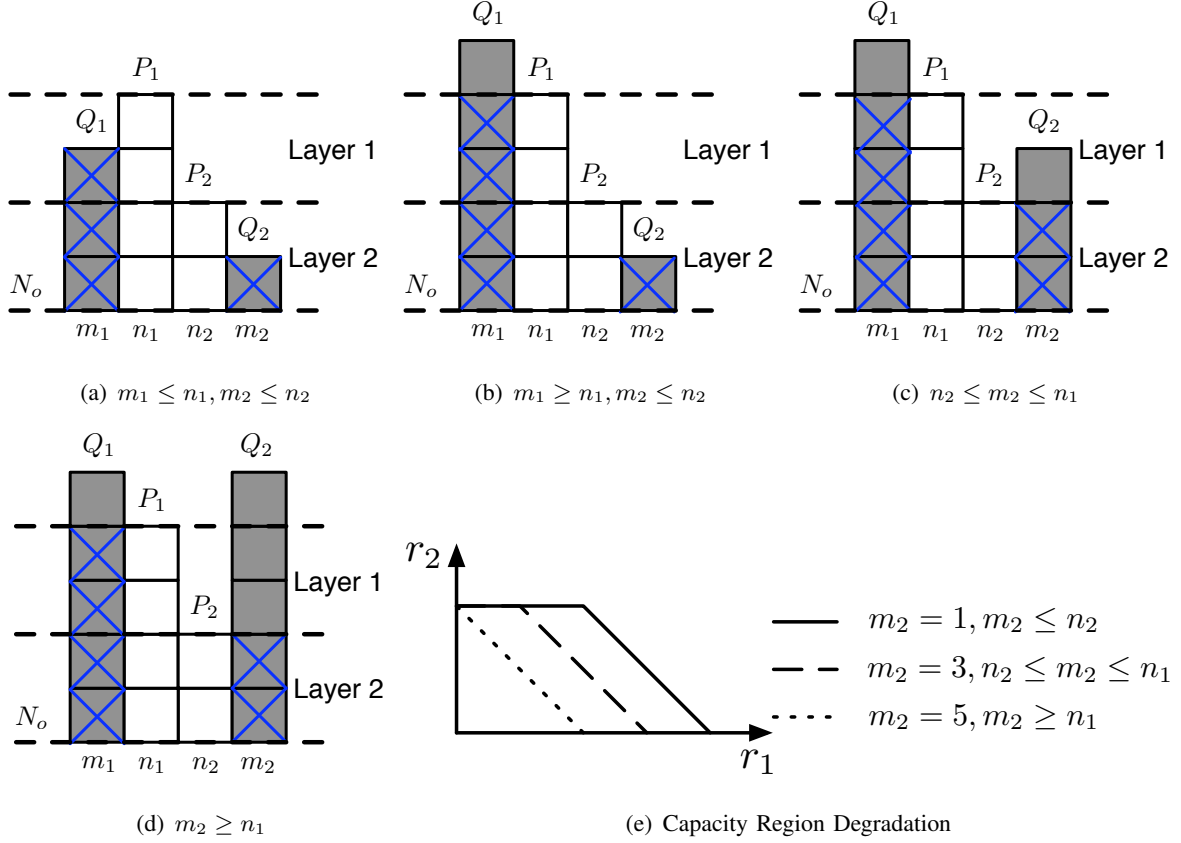 Q₁
P₁
Q₁
P₂
Q₂
Layer 1
Layer 2
Nₒ
m₁ n₁ n₂ m₂
(a) m₁ ≤ n₁, m₂ ≤ n₂
Q₁
P₁
P₂
Q₂
Layer 1
Layer 2
Nₒ
m₁ n₁ n₂ m₂
(b) m₁ ≥ n₁, m₂ ≤ n₂
Q₁
P₁
Q₂
P₂
Layer 1
Layer 2
Nₒ
m₁ n₁ n₂ m₂
(c) n₂ ≤ m₂ ≤ n₁
Q₁
Q₂
P₁
P₂
Layer 1
Layer 2
Nₒ
m₁ n₁ n₂ m₂
(d) m₂ ≥ n₁
r₂
r₁
m₂ = 1, m₂ ≤ n₂
m₂ = 3, n₂ ≤ m₂ ≤ n₁
m₂ = 5, m₂ ≥ n₁
(e) Capacity Region Degradation